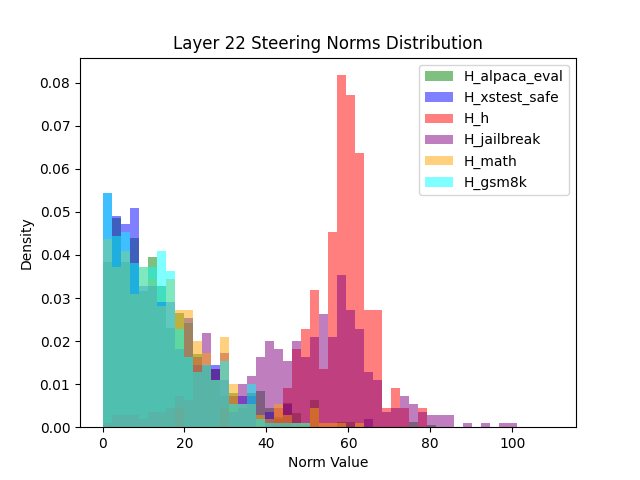 Layer 22 Steering Norms Distribution
H_alpaca_eval
H_xstest_safe
H_h
H_jailbreak
H_math
H_gsm8k
Density
0.08
0.07
0.06
0.05
0.04
0.03
0.02
0.01
0.00
0 20 40 60 80 100
Norm Value